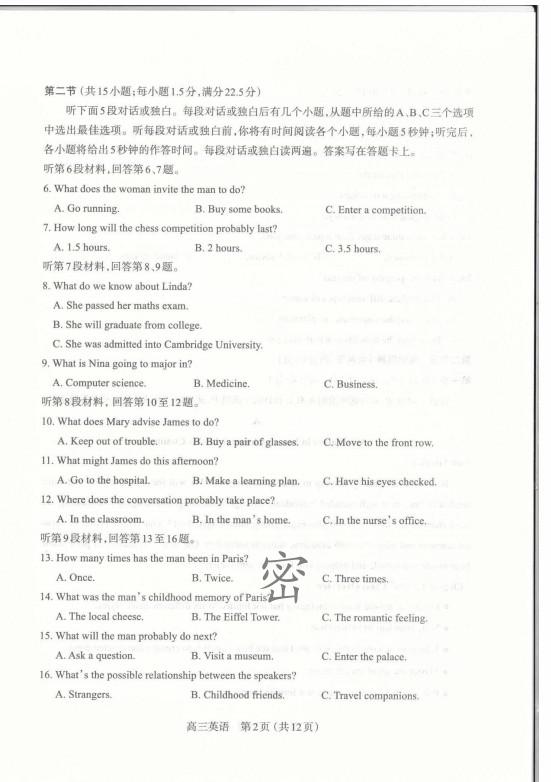 第二节 (共15小题;每小题1.5分,满分22.5分)
听下面5段对话或独白。每段对话或独白后有几个小题,从题中所给的A、B、C三个选项
中选出最佳选项。听每段对话或独白前,你将有时间阅读各个小题,每小题5秒钟;听完后,
各小题将给出5秒钟的作答时间。每段对话或独白读两遍。答案写在答题卡上。
听第6段材料,回答第6、7题。
6. What does the woman invite the man to do?
A. Go running. B. Buy some books. C. Enter a competition.
7. How long will the chess competition probably last?
A. 1.5 hours. B. 2 hours. C. 3.5 hours.
听第7段材料,回答第8、9题。
8. What do we know about Linda?
A. She passed her maths exam.
B. She will graduate from college.
C. She was admitted into Cambridge University.
9. What is Nina going to major in?
A. Computer science. B. Medicine. C. Business.
听第8段材料,回答第10至12题。
10. What does Mary advise James to do?
A. Keep out of trouble. B. Buy a pair of glasses. C. Move to the front row.
11. What might James do this afternoon?
A. Go to the hospital. B. Make a learning plan. C. Have his eyes checked.
12. Where does the conversation probably take place?
A. In the classroom. B. In the man's home. C. In the nurse's office.
听第9段材料,回答第13至16题。
13. How many times has the man been in Paris?
A. Once. B. Twice. C. Three times.
密
14. What was the man's childhood memory of Paris?
A. The local cheese. B. The Eiffel Tower. C. The romantic feeling.
15. What will the man probably do next?
A. Ask a question. B. Visit a museum. C. Enter the palace.
16. What's the possible relationship between the speakers?
A. Strangers. B. Childhood friends. C. Travel companions.
高三英语 第2页(共12页)